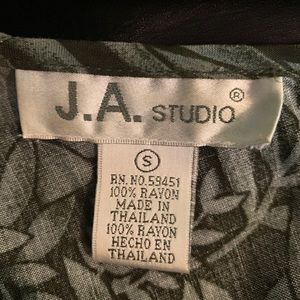 J.A. STUDIO®
S
RN. NO. 59451
100% RAYON
MADE IN
THAILAND
100% RAYON
HECHO EN
THAILAND